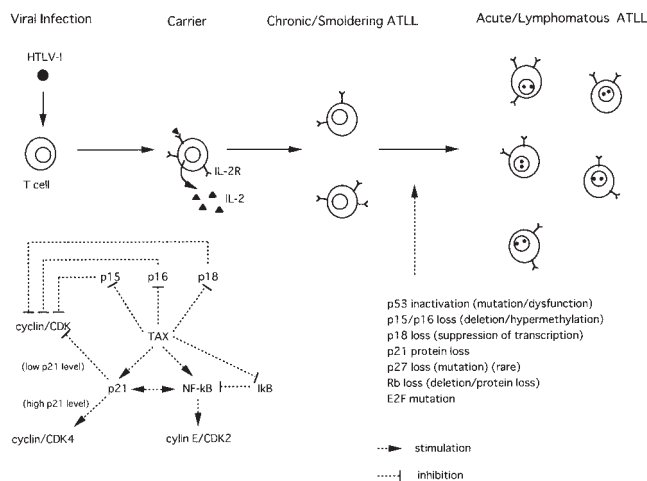 Viral Infection
Carrier
Chronic/Smoldering ATLL
Acute/Lymphomatous ATLL
HTLV-I
T cell
IL-2R
IL-2
p15
p16
p18
cyclin/CDK
TAX
(low p21 level)
p21
NF-kB
IkB
(high p21 level)
cyclin/CDK4
cylin E/CDK2
p53 inactivation (mutation/dysfunction)
p15/p16 loss (deletion/hypermethylation)
p18 loss (suppression of transcription)
p21 protein loss
p27 loss (mutation) (rare)
Rb loss (deletion/protein loss)
E2F mutation
stimulation
inhibition